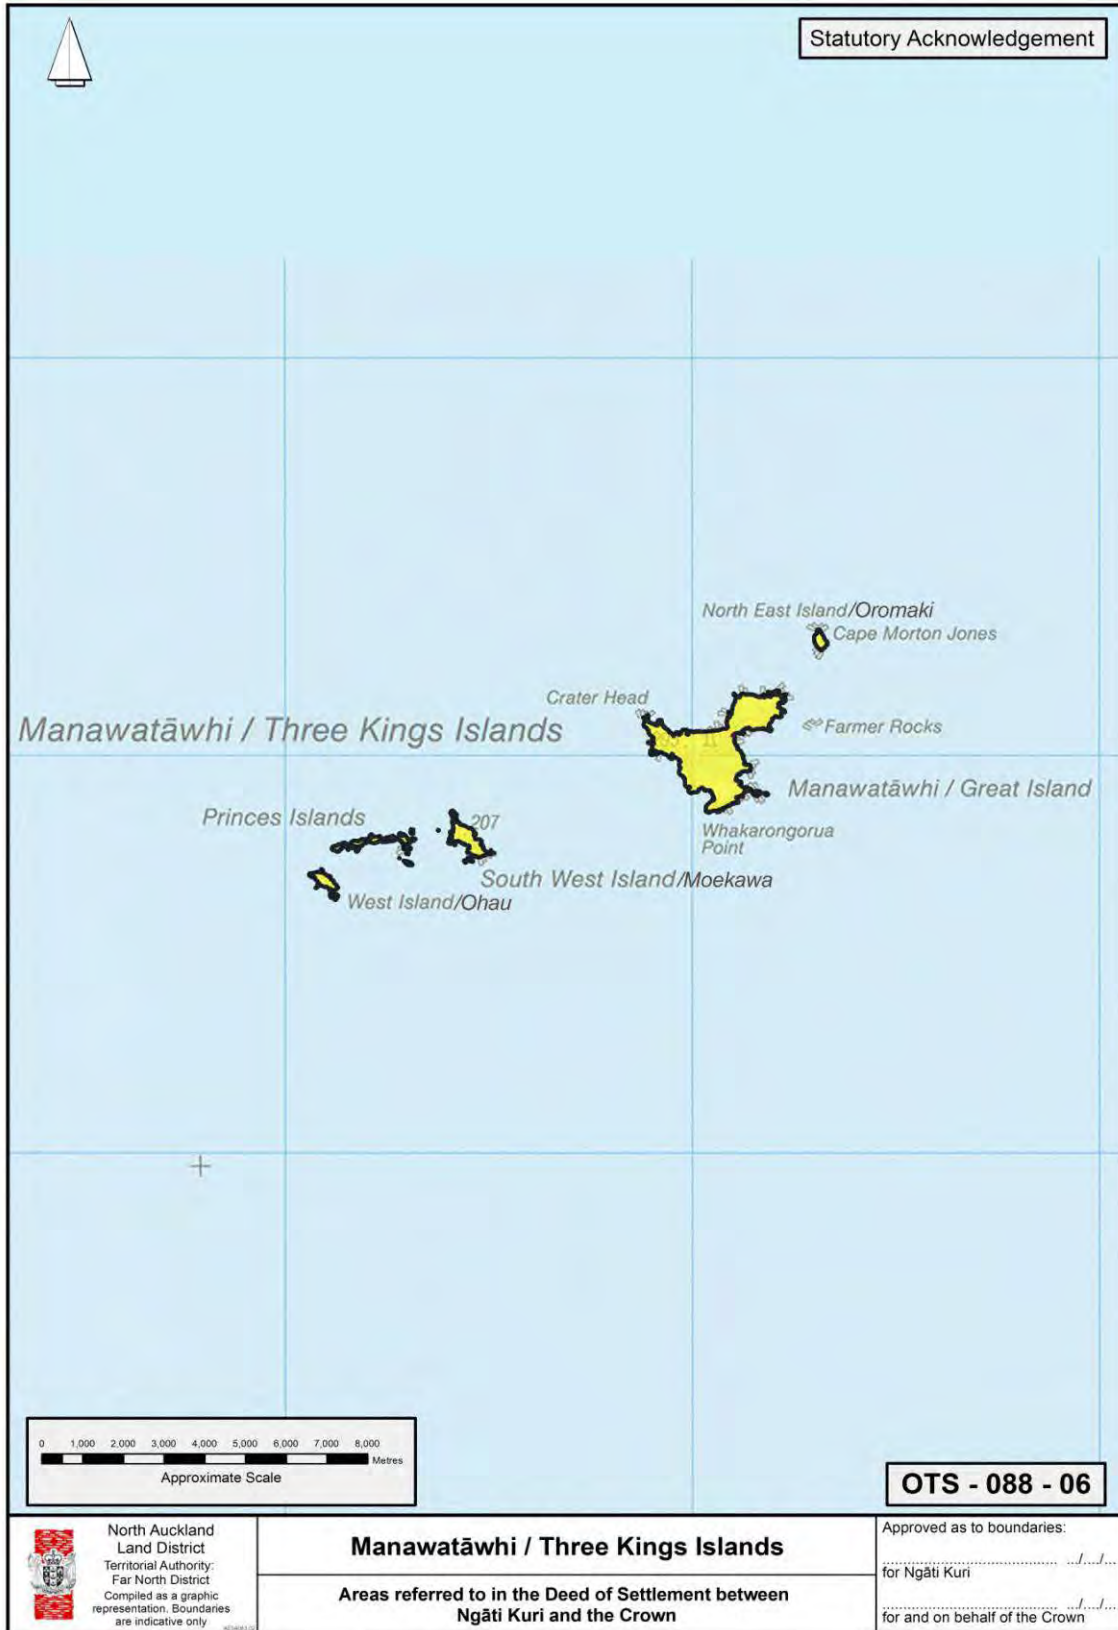 Statutory Acknowledgement
North East Island/Oromaki
Cape Morton Jones
Crater Head
Manawatāwhi / Three Kings Islands
Farmer Rocks
Manawatāwhi / Great Island
Princes Islands
207
Whakarongorua
Point
South West Island/Moekawa
West Island/Ohau
0 1,000 2,000 3,000 4,000 5,000 6,000 7,000 8,000
Metres
Approximate Scale
OTS - 088 - 06
North Auckland
Land District
Territorial Authority:
Far North District
Compiled as a graphic
representation. Boundaries
are indicative only
Manawatāwhi / Three Kings Islands
Areas referred to in the Deed of Settlement between
Ngāti Kuri and the Crown
Approved as to boundaries:
.................................... .../.../...
for Ngāti Kuri
.................................... .../.../...
for and on behalf of the Crown